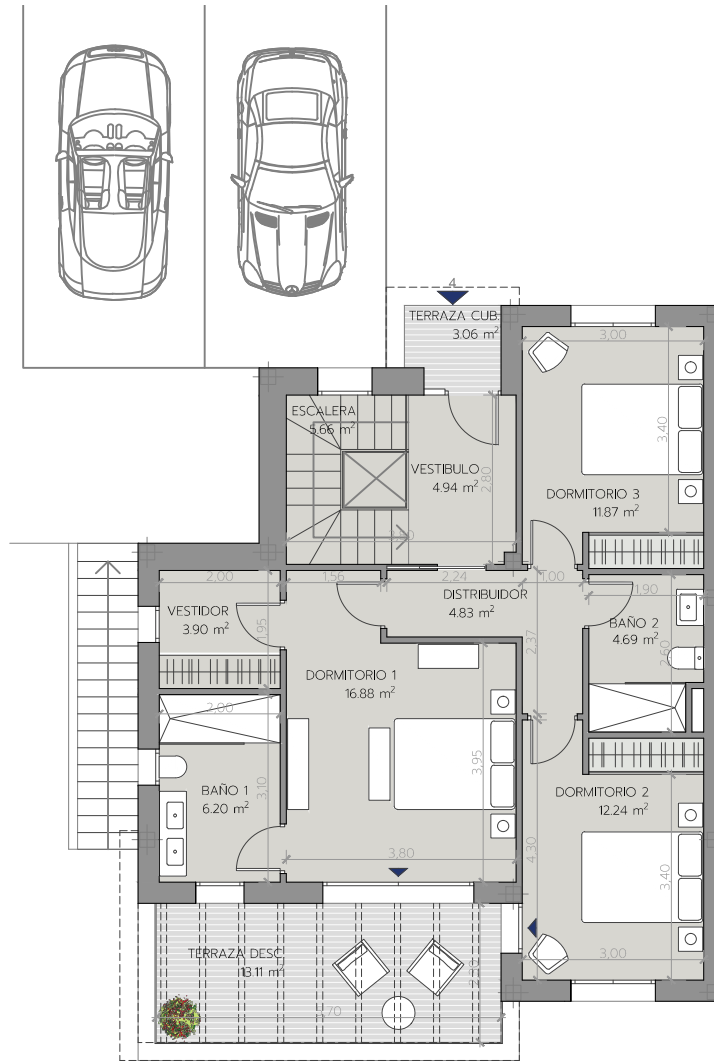 4
TERRAZA CUB.
3.06 m²
3,00
ESCALERA
5.66 m²
3,40
VESTIBULO
4.94 m²
2,80
DORMITORIO 3
11.87 m²
2,00
1,56
2,24
1,00
DISTRIBUIDOR
4.83 m²
1,90
VESTIDOR
3.90 m²
1,95
BAÑO 2
4.69 m²
2,37
2,60
DORMITORIO 1
16.88 m²
2,00
3,95
BAÑO 1
6.20 m²
3,10
DORMITORIO 2
12.24 m²
3,80
4.30
3,40
TERRAZA DESC.
13.11 m²
3,00